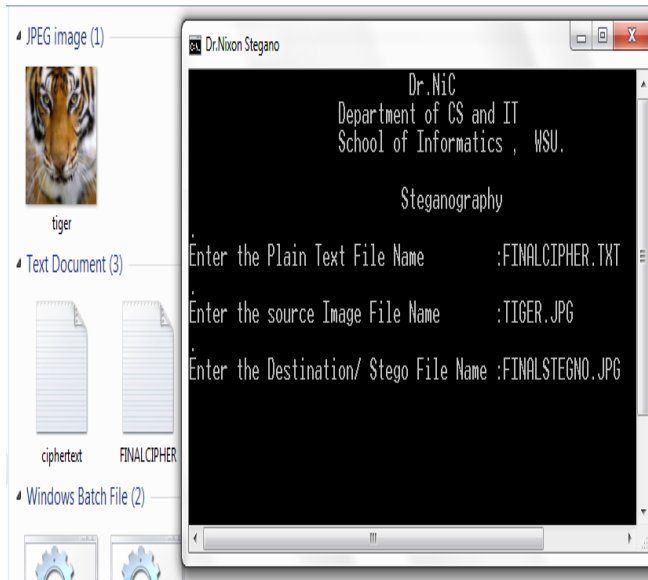 JPEG image (1)
tiger
Text Document (3)
ciphertext
FINALCIPHER
Windows Batch File (2)
Dr.Nixon Stegano
Dr.NiC
Department of CS and IT
School of Informatics , WSU.
Steganography
.
Enter the Plain Text File Name :FINALCIPHER.TXT
.
Enter the source Image File Name :TIGER.JPG
.
Enter the Destination/ Stego File Name :FINALSTEGNO.JPG